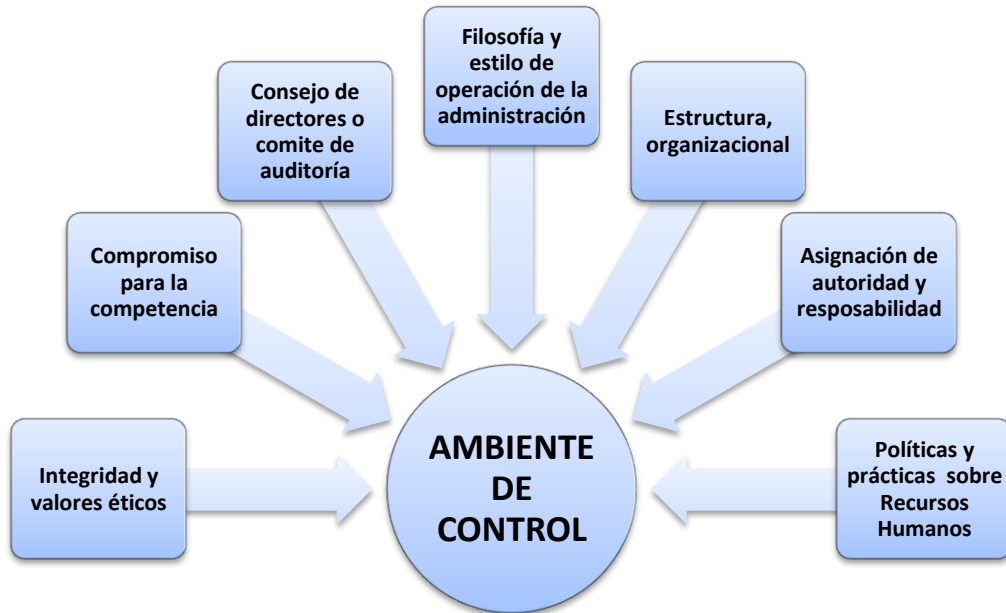 Filosofía y
estilo de
operación de la
administración
Consejo de
directores o
comite de
auditoría
Estructura,
organizacional
Compromiso
para la
competencia
Asignación de
autoridad y
resposabilidad
Integridad y
valores éticos
AMBIENTE
DE
CONTROL
Políticas y
prácticas sobre
Recursos
Humanos